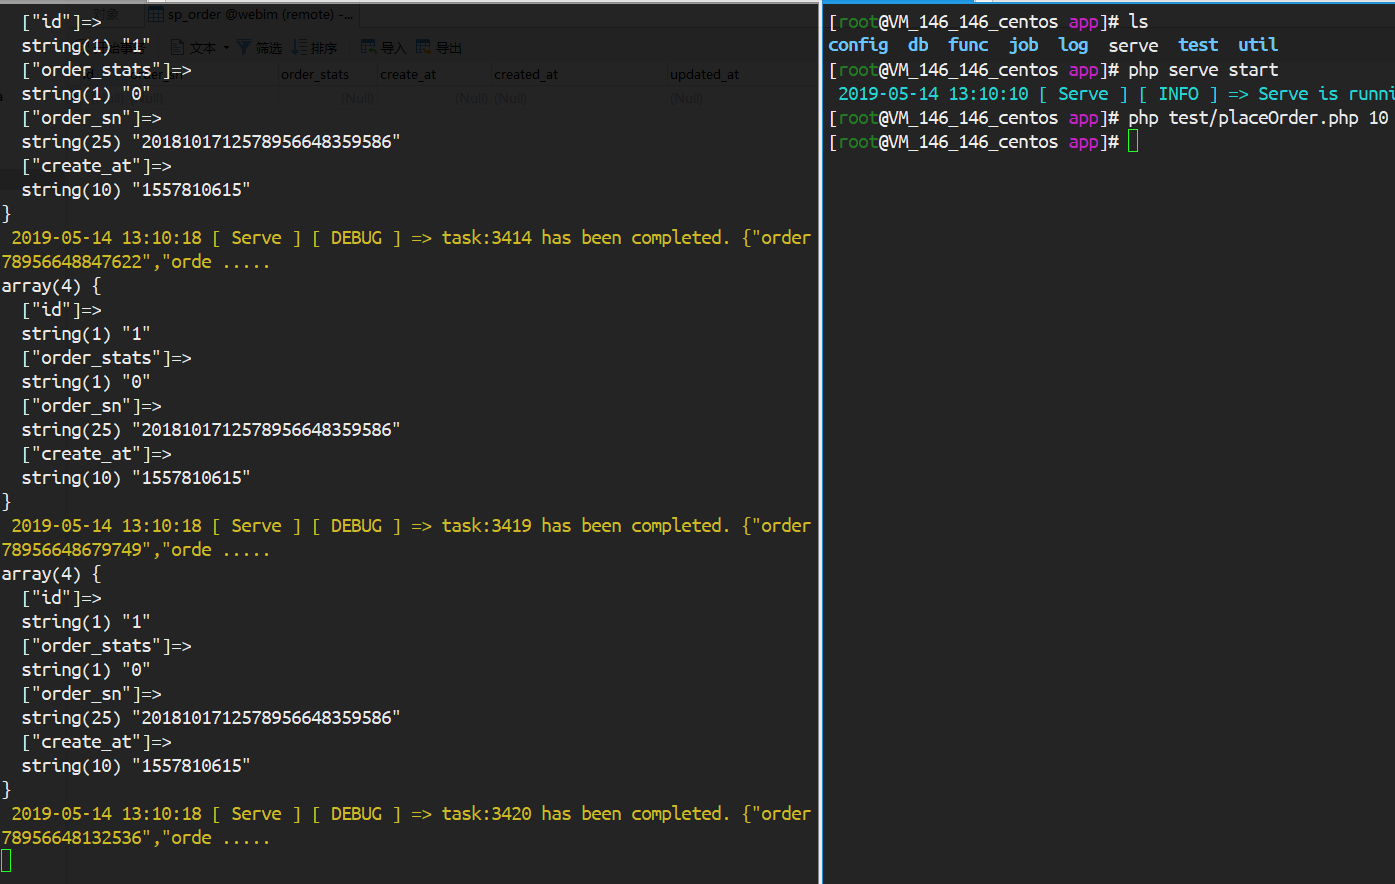 sp_order @webim (remote) -...
["id"]=>
string(1) "1"
文本 筛选 排序 导入 导出
["order_stats"]=>
order_stats create_at created_at updated_at
string(1) "0"
(Null) (Null) (Null) (Null)
["order_sn"]=>
string(25) "2018101712578956648359586"
["create_at"]=>
string(10) "1557810615"
}
2019-05-14 13:10:18 [ Serve ] [ DEBUG ] => task:3414 has been completed. {"order
78956648847622","orde .....
array(4) {
["id"]=>
string(1) "1"
["order_stats"]=>
string(1) "0"
["order_sn"]=>
string(25) "2018101712578956648359586"
["create_at"]=>
string(10) "1557810615"
}
2019-05-14 13:10:18 [ Serve ] [ DEBUG ] => task:3419 has been completed. {"order
78956648679749","orde .....
array(4) {
["id"]=>
string(1) "1"
["order_stats"]=>
string(1) "0"
["order_sn"]=>
string(25) "2018101712578956648359586"
["create_at"]=>
string(10) "1557810615"
}
2019-05-14 13:10:18 [ Serve ] [ DEBUG ] => task:3420 has been completed. {"order
78956648132536","orde .....
[root@VM_146_146_centos app]# ls
config db func job log serve test util
[root@VM_146_146_centos app]# php serve start
2019-05-14 13:10:10 [ Serve ] [ INFO ] => Serve is runni
[root@VM_146_146_centos app]# php test/placeOrder.php 10
[root@VM_146_146_centos app]#